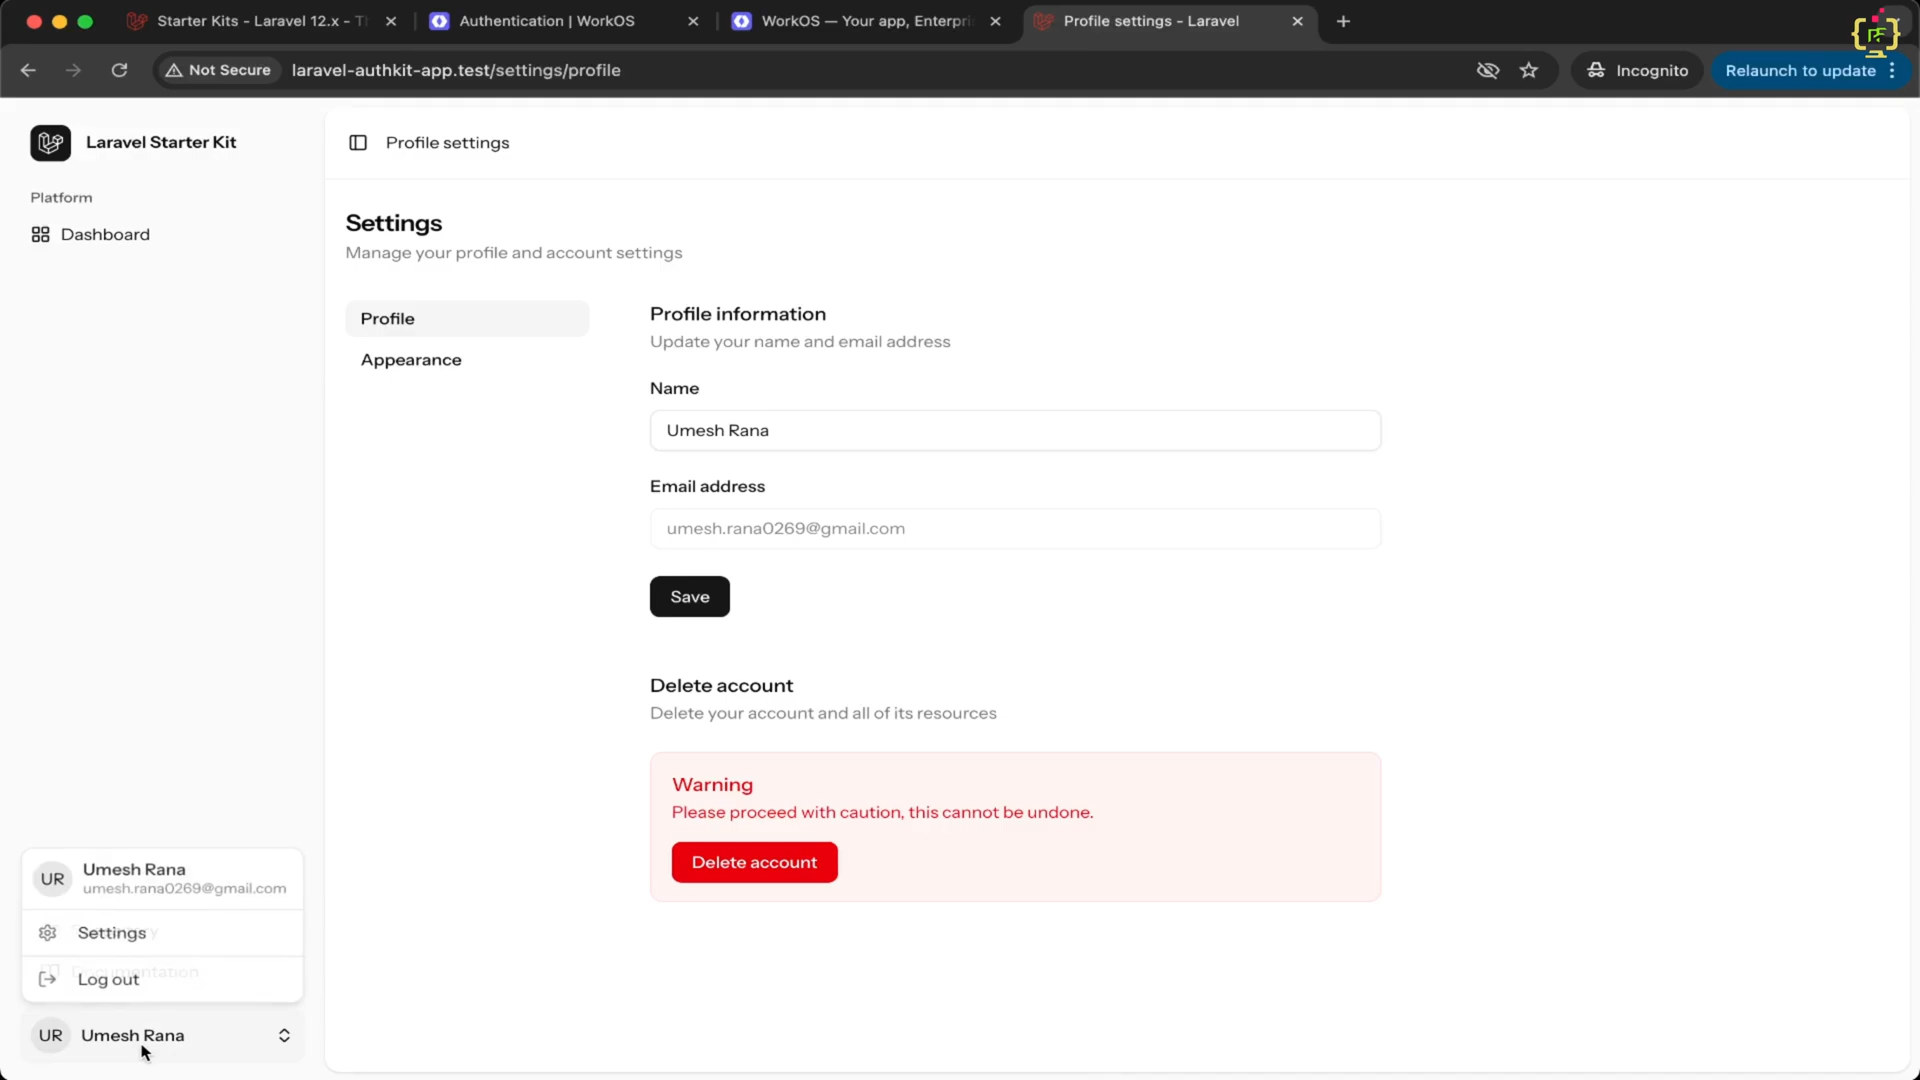 Starter Kits - Laravel 12.x - Th
Authentication | WorkOS
WorkOS — Your app, Enterpri
Profile settings - Laravel
Not Secure
laravel-authkit-app.test/settings/profile
Incognito
Relaunch to update
Laravel Starter Kit
Profile settings
Platform
Dashboard
Settings
Manage your profile and account settings
Profile
Appearance
Profile information
Update your name and email address
Name
Umesh Rana
Email address
umesh.rana0269@gmail.com
Save
Delete account
Delete your account and all of its resources
Warning
Please proceed with caution, this cannot be undone.
Delete account
UR
Umesh Rana
umesh.rana0269@gmail.com
Settings
Log out
UR
Umesh Rana